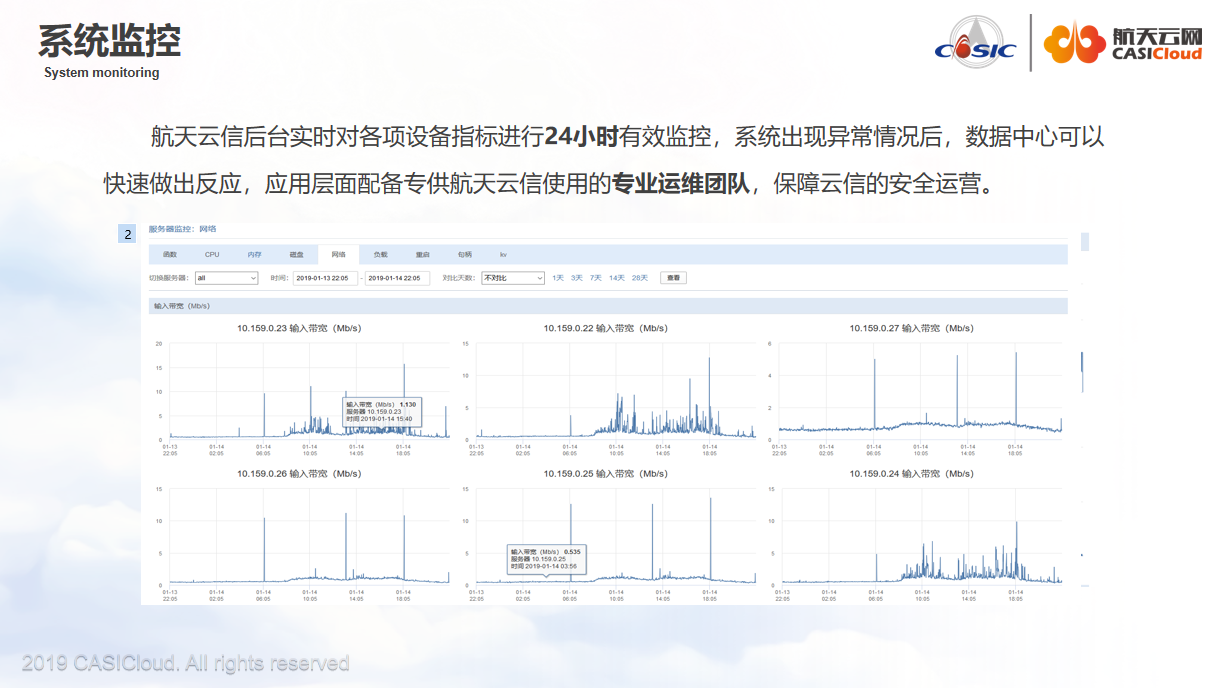 系统监控
System monitoring
CASIC
航天云网
CASICloud
航天云信后台实时对各项设备指标进行24小时有效监控，系统出现异常情况后，数据中心可以
快速做出反应，应用层面配备专供航天云信使用的专业运维团队，保障云信的安全运营。
2
服务器监控：网络
函数 CPU 内存 磁盘 网络 负载 重启 句柄 kv
切换服务器： all 时间： 2019-01-13 22:05 - 2019-01-14 22:05 对比天数： 不对比 1天 3天 7天 14天 28天 查看
输入带宽（Mb/s）
10.159.0.23 输入带宽（Mb/s） 10.159.0.22 输入带宽（Mb/s） 10.159.0.27 输入带宽（Mb/s）
20 15 6
15
10 4
10
5 2
5
0 0 0
输入带宽（Mb/s） 1.130
服务器 10.159.0.23
时间 2019-01-14 15:40
01-13 01-14 01-14 01-14 01-14 01-14 01-13 01-14 01-14 01-14 01-14 01-14 01-13 01-14 01-14 01-14 01-14 01-14
22:05 02:05 06:05 10:05 14:05 18:05 22:05 02:05 06:05 10:05 14:05 18:05 22:05 02:05 06:05 10:05 14:05 18:05
10.159.0.26 输入带宽（Mb/s） 10.159.0.25 输入带宽（Mb/s） 10.159.0.24 输入带宽（Mb/s）
15 15 15
10 10 10
5 5 5
0 0 0
输入带宽（Mb/s） 0.535
服务器 10.159.0.25
时间 2019-01-14 03:56
01-13 01-14 01-14 01-14 01-14 01-14 01-13 01-14 01-14 01-14 01-14 01-14 01-13 01-14 01-14 01-14 01-14 01-14
22:05 02:05 06:05 10:05 14:05 18:05 22:05 02:05 06:05 10:05 14:05 18:05 22:05 02:05 06:05 10:05 14:05 18:05
2019 CASICloud. All rights reserved